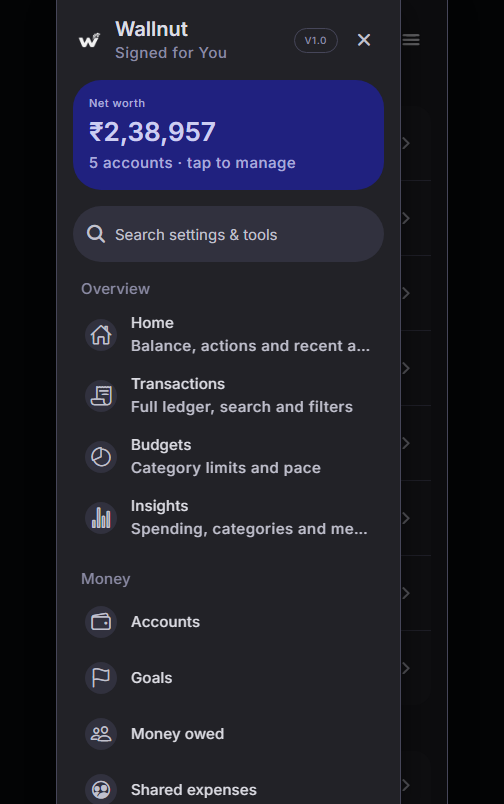 Wallnut
Signed for You
V1.0
Net worth
₹2,38,957
5 accounts · tap to manage
Search settings & tools
Overview
Home
Balance, actions and recent a...
Transactions
Full ledger, search and filters
Budgets
Category limits and pace
Insights
Spending, categories and me...
Money
Accounts
Goals
Money owed
Shared expenses